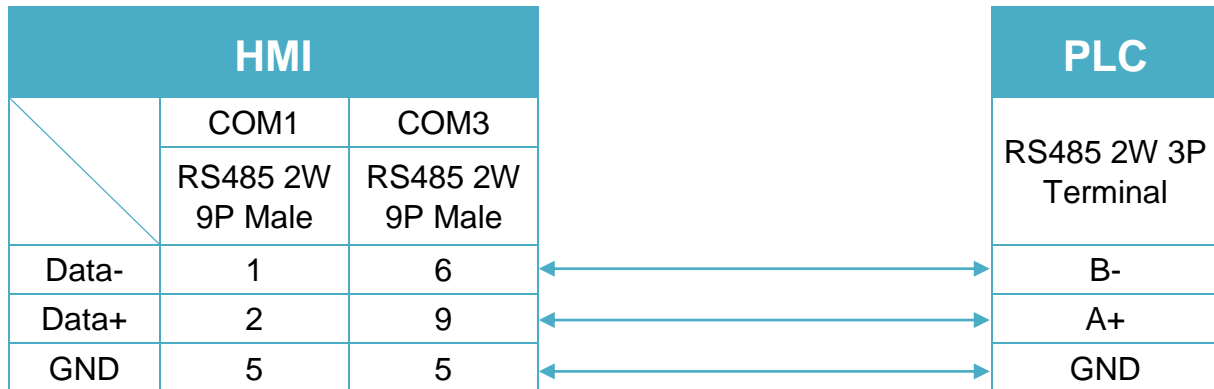 HMI
PLC
COM1 COM3
RS485 2W 3P
Terminal
RS485 2W RS485 2W
9P Male 9P Male
Data- 1 6 B-
Data+ 2 9 A+
GND 5 5 GND